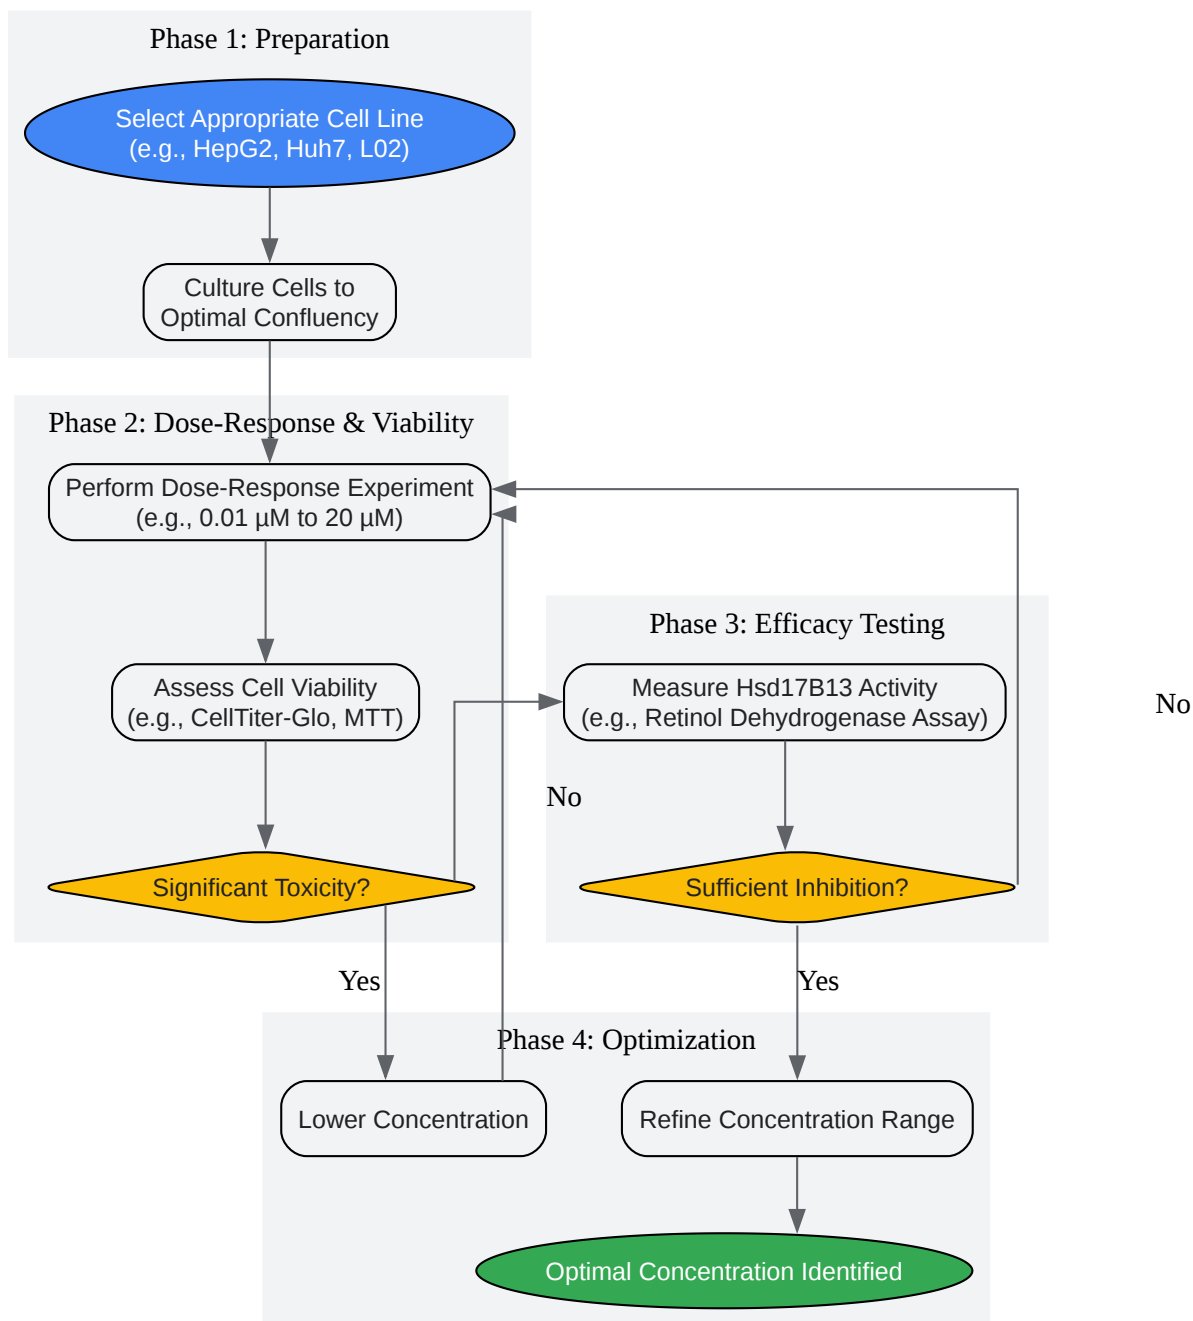 Phase 1: Preparation
Select Appropriate Cell Line
(e.g., HepG2, Huh7, L02)
Culture Cells to
Optimal Confluency
Phase 2: Dose-Response & Viability
Perform Dose-Response Experiment
(e.g., 0.01 µM to 20 µM)
Phase 3: Efficacy Testing
Assess Cell Viability
(e.g., CellTiter-Glo, MTT)
Measure Hsd17B13 Activity
(e.g., Retinol Dehydrogenase Assay)
No
No
Significant Toxicity?
Sufficient Inhibition?
Yes
Yes
Phase 4: Optimization
Lower Concentration
Refine Concentration Range
Optimal Concentration Identified